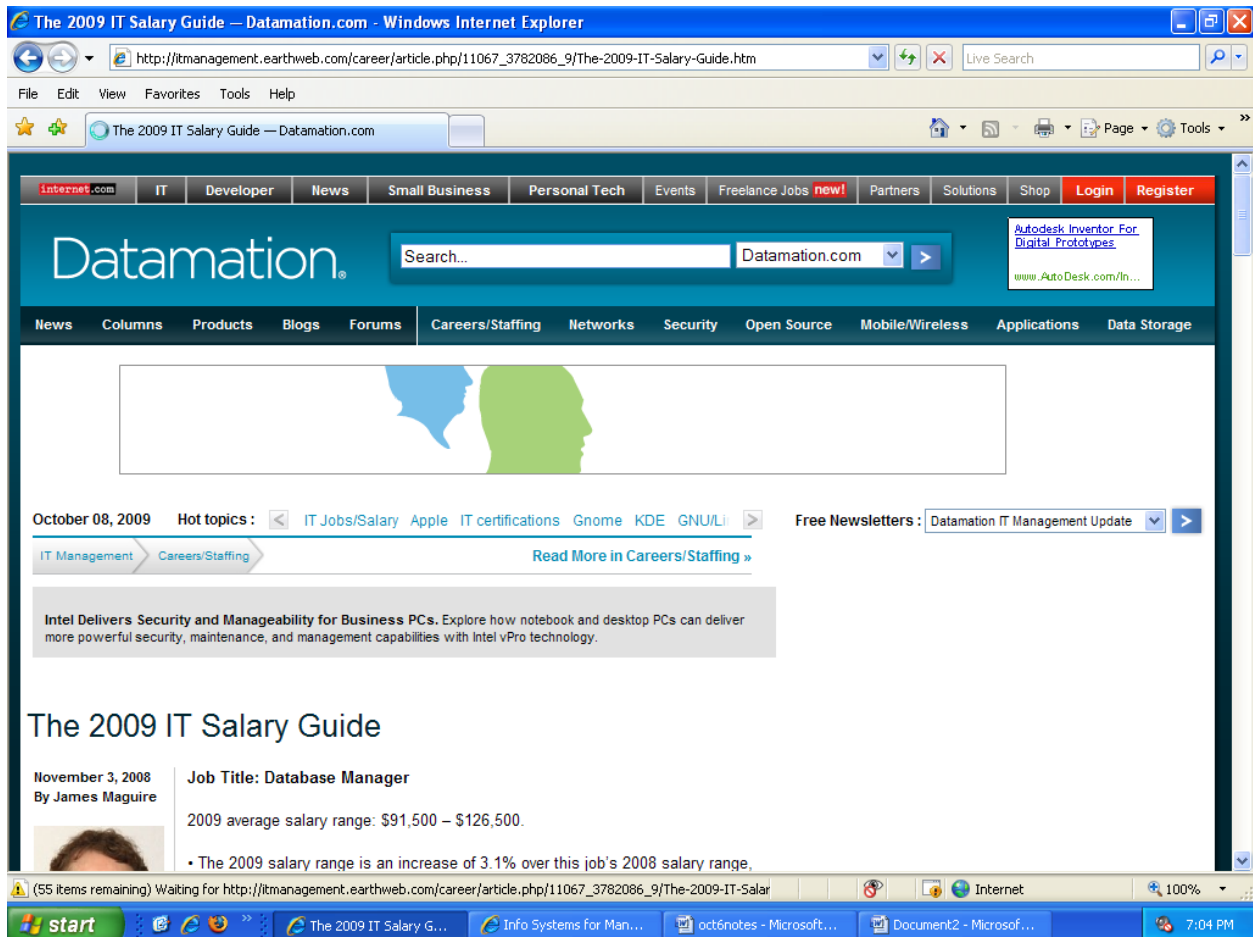 The 2009 IT Salary Guide — Datamation.com - Windows Internet Explorer
http://itmanagement.earthweb.com/career/article.php/11067_3782086_9/The-2009-IT-Salary-Guide.htm
Live Search
File Edit View Favorites Tools Help
The 2009 IT Salary Guide — Datamation.com
Page Tools
internet.com IT Developer News Small Business Personal Tech Events Freelance Jobs new! Partners Solutions Shop Login Register
Datamation®
Search...
Datamation.com
Autodesk Inventor For
Digital Prototypes
www.AutoDesk.com/In...
News Columns Products Blogs Forums Careers/Staffing Networks Security Open Source Mobile/Wireless Applications Data Storage
October 08, 2009 Hot topics : < IT Jobs/Salary Apple IT certifications Gnome KDE GNU/Li > Free Newsletters : Datamation IT Management Update >
IT Management Careers/Staffing Read More in Careers/Staffing »
Intel Delivers Security and Manageability for Business PCs. Explore how notebook and desktop PCs can deliver
more powerful security, maintenance, and management capabilities with Intel vPro technology.
The 2009 IT Salary Guide
November 3, 2008
By James Maguire
Job Title: Database Manager
2009 average salary range: $91,500 – $126,500.
• The 2009 salary range is an increase of 3.1% over this job's 2008 salary range,
(55 items remaining) Waiting for http://itmanagement.earthweb.com/career/article.php/11067_3782086_9/The-2009-IT-Salar Internet 100%
start The 2009 IT Salary G... Info Systems for Man... oct6notes - Microsoft... Document2 - Microsof... 7:04 PM